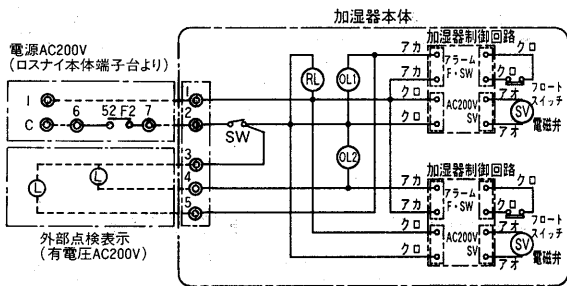 加湿器本体
電源AC200V
(ロスナイ本体端子台より)
I
C
6
52 F2
7
1
2
3
4
5
SW
L
L
外部点検表示
(有電圧AC200V)
RL
OL1
OL2
加湿器制御回路
アカ
アカ
クロ
クロ
アラーム
F・SW
AC200V
SV
クロ
クロ
アオ
アオ
フロート
スイッチ
SV
電磁弁
加湿器制御回路
アカ
アカ
クロ
クロ
アラーム
F・SW
AC200V
SV
クロ
クロ
アオ
アオ
フロート
スイッチ
SV
電磁弁